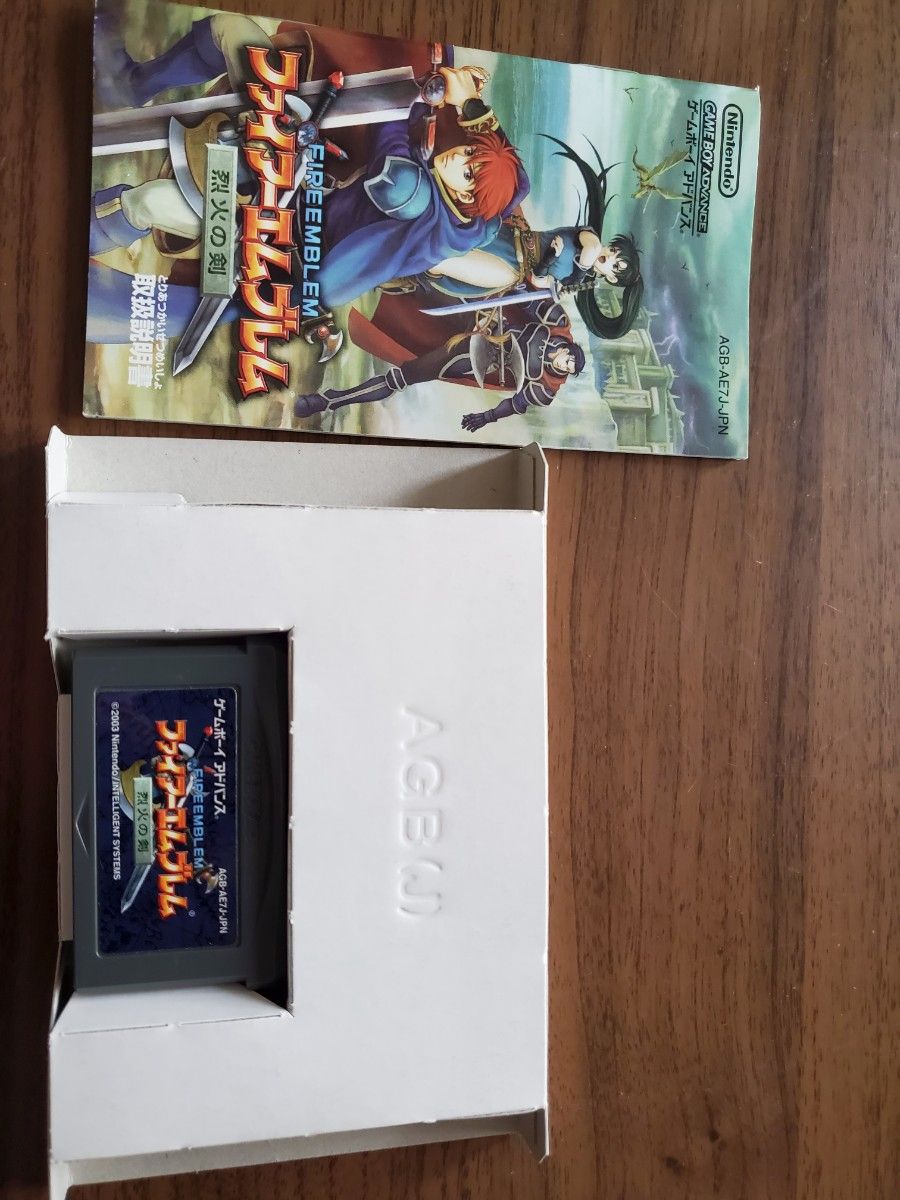 Nintendo®
GAME BOY ADVANCE®
ゲームボーイ アドバンス®
AGB-AE7J-JPN
FIREEMBLEM
ファイアーエムブレム®
烈火の剣
とりあつかいせつめいしょ
取扱説明書
AGB(J)
ゲームボーイ アドバンス®
AGB-AE7J-JPN
FIREEMBLEM
ファイアーエムブレム®
烈火の剣
©2003 Nintendo/INTELLIGENT SYSTEMS